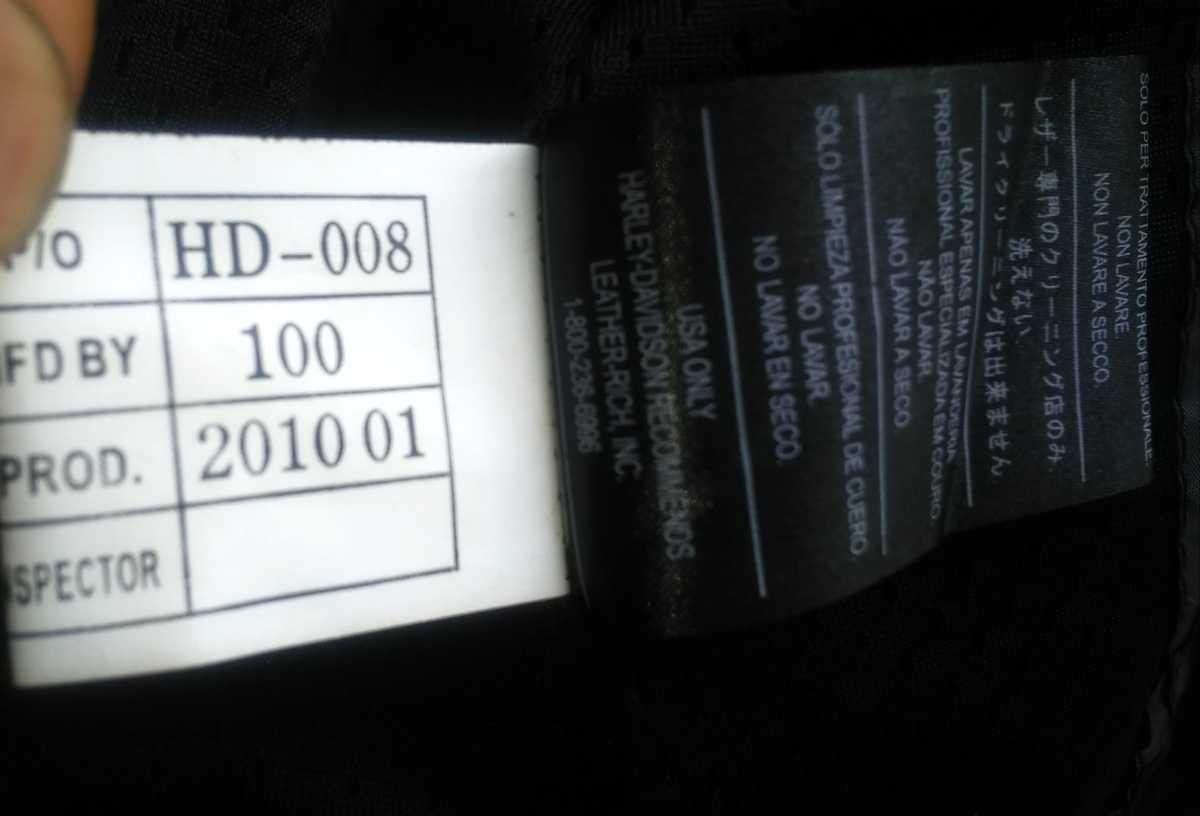 P/O HD-008
FD BY 100
PROD. 2010 01
SPECTOR
SOLO PER TRATTAMENTO PROFESSIONALE.
NON LAVARE.
NON LAVARE A SECCO.
レザー専門のクリーニング店のみ
洗えない
ドライクリーニングは出来ません
LAVAR APENAS EM LAVANDERIA
PROFISSIONAL ESPECIALIZADA EM COURO.
NÃO LAVAR.
NÃO LAVAR A SECO.
SÓLO LIMPIEZA PROFESIONAL DE CUERO.
NO LAVAR.
NO LAVAR EN SECO.
USA ONLY
HARLEY-DAVIDSON RECOMMENDS
LEATHER-RICH, INC.
1-800-236-6996